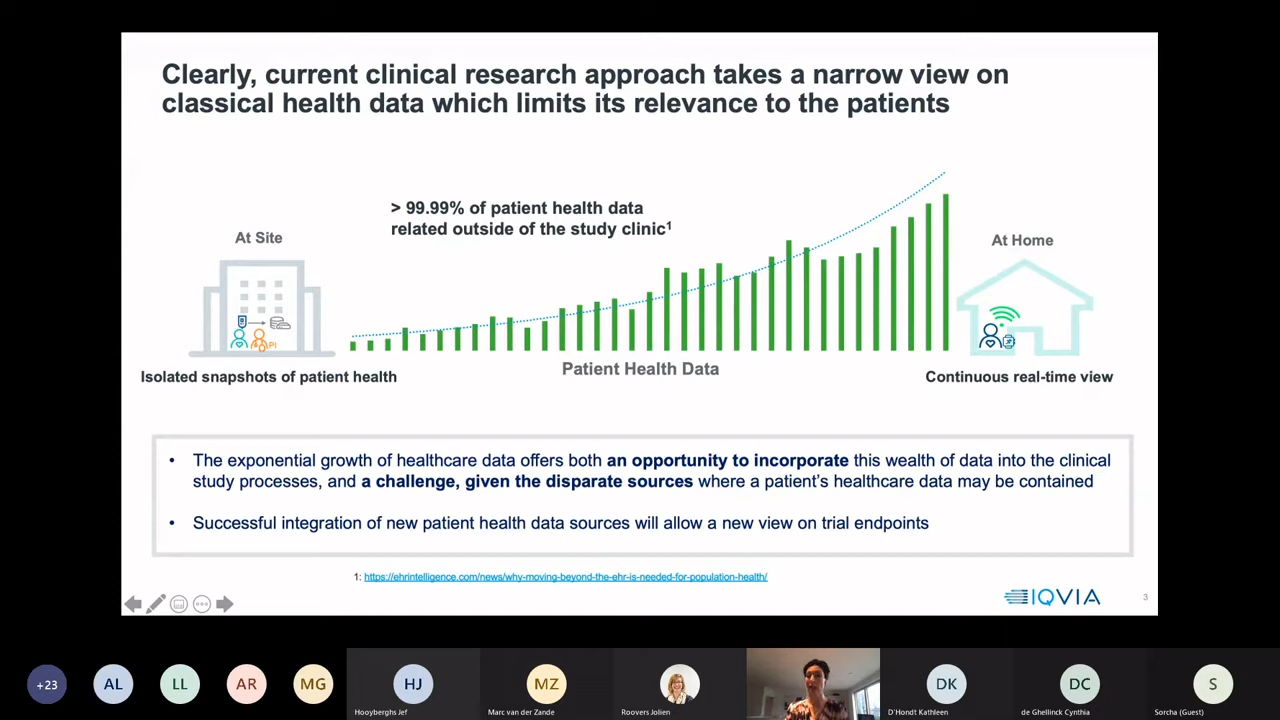 Clearly, current clinical research approach takes a narrow view on
classical health data which limits its relevance to the patients
> 99.99% of patient health data
related outside of the study clinic¹
At Site
At Home
PI
Isolated snapshots of patient health
Patient Health Data
Continuous real-time view
• The exponential growth of healthcare data offers both an opportunity to incorporate this wealth of data into the clinical
study processes, and a challenge, given the disparate sources where a patient's healthcare data may be contained
• Successful integration of new patient health data sources will allow a new view on trial endpoints
1: https://ehrintelligence.com/news/why-moving-beyond-the-ehr-is-needed-for-population-health/
IQVIA
3
+23
AL
LL
AR
MG
HJ
Hooyberghs Jef
MZ
Marc van der Zande
Roovers Jolien
DK
D'Hondt Kathleen
DC
de Ghellinck Cynthia
S
Sorcha (Guest)